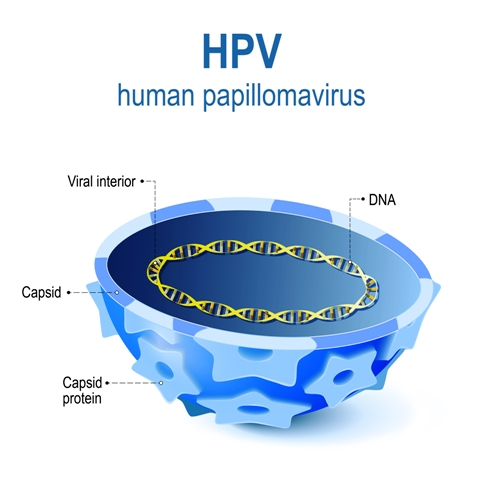 HPV
human papillomavirus
Viral interior
DNA
Capsid
Capsid
protein